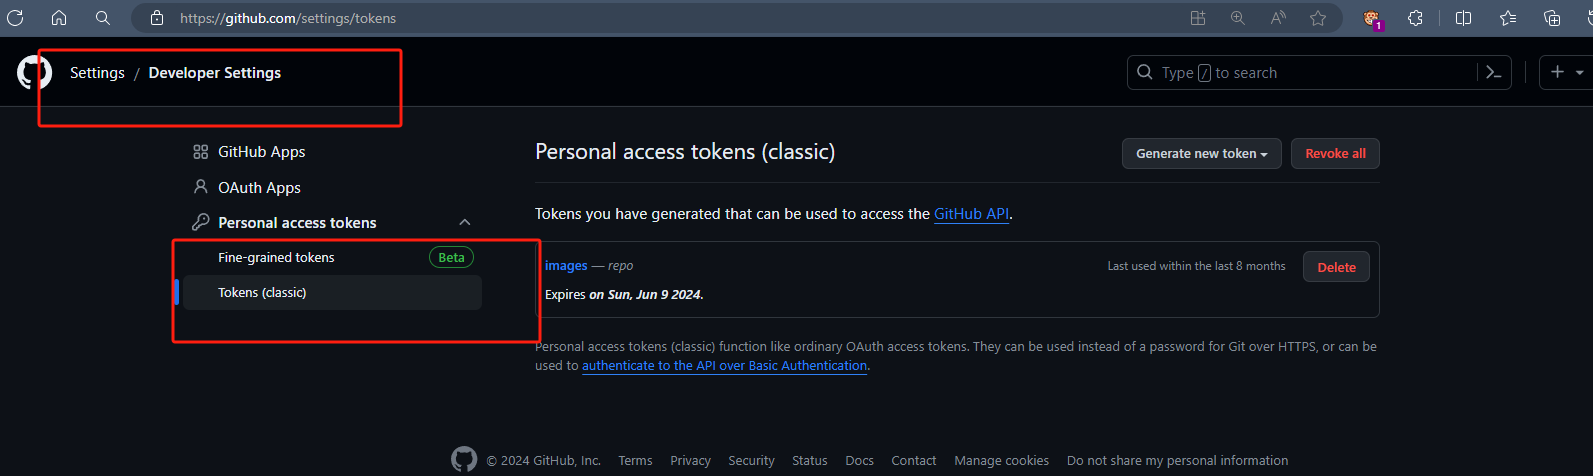 https://github.com/settings/tokens
1
Settings / Developer Settings
Type / to search
GitHub Apps
OAuth Apps
Personal access tokens
Fine-grained tokens Beta
Tokens (classic)
Personal access tokens (classic)
Generate new token
Revoke all
Tokens you have generated that can be used to access the GitHub API.
images — repo
Last used within the last 8 months
Delete
Expires on Sun, Jun 9 2024.
Personal access tokens (classic) function like ordinary OAuth access tokens. They can be used instead of a password for Git over HTTPS, or can be
used to authenticate to the API over Basic Authentication.
© 2024 GitHub, Inc. Terms Privacy Security Status Docs Contact Manage cookies Do not share my personal information